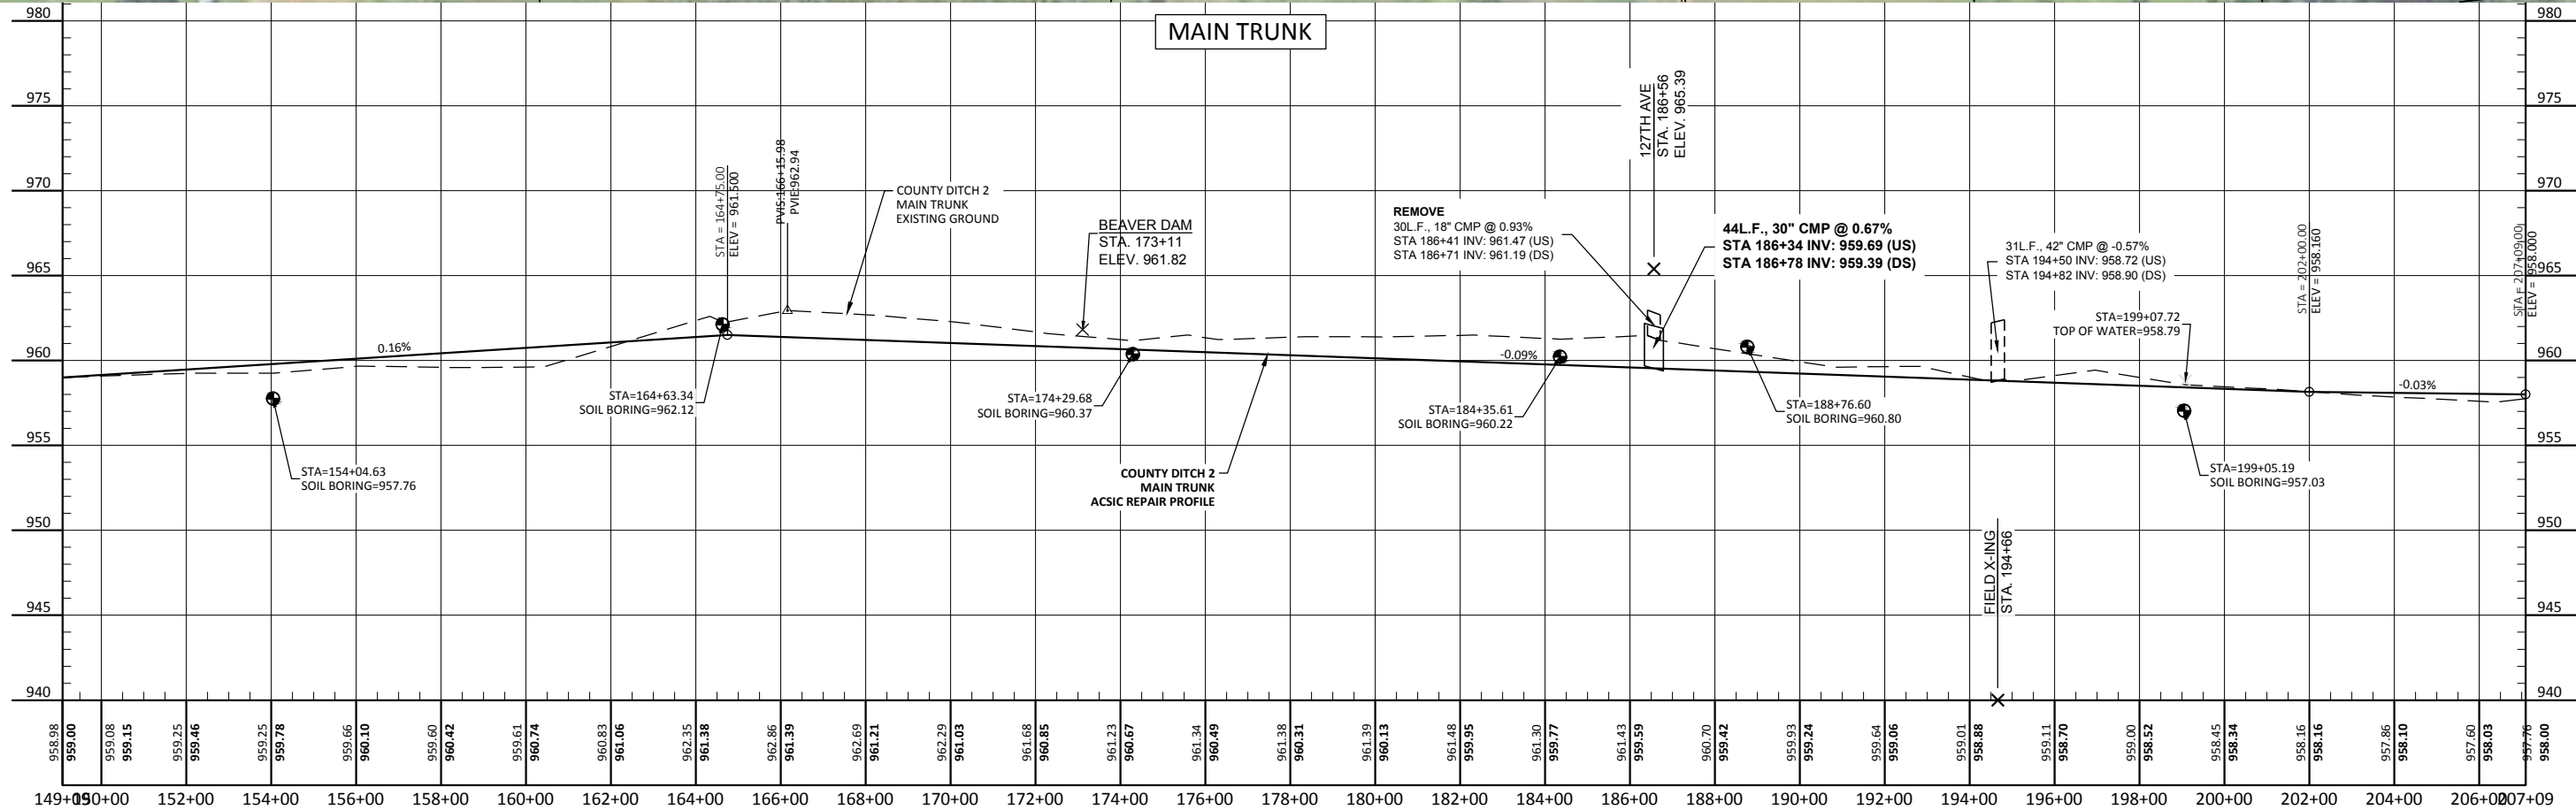 MAIN TRUNK
980
975
970
965
960
955
950
945
940
980
975
970
965
960
955
950
945
940
0.16%
STA=154+04.63
SOIL BORING=957.76
STA = 164+75.00
ELEV = 961.500
PVIS:166+15.98
PVIE:962.94
STA=164+63.34
SOIL BORING=962.12
COUNTY DITCH 2
MAIN TRUNK
EXISTING GROUND
BEAVER DAM
STA. 173+11
ELEV. 961.82
STA=174+29.68
SOIL BORING=960.37
COUNTY DITCH 2
MAIN TRUNK
ACSIC REPAIR PROFILE
REMOVE
30L.F., 18" CMP @ 0.93%
STA 186+41 INV: 961.47 (US)
STA 186+71 INV: 961.19 (DS)
-0.09%
STA=184+35.61
SOIL BORING=960.22
127TH AVE
STA. 186+56
ELEV. 965.39
44L.F., 30" CMP @ 0.67%
STA 186+34 INV: 959.69 (US)
STA 186+78 INV: 959.39 (DS)
STA=188+76.60
SOIL BORING=960.80
31L.F., 42" CMP @ -0.57%
STA 194+50 INV: 958.72 (US)
STA 194+82 INV: 958.90 (DS)
FIELD X-ING
STA. 194+66
STA=199+07.72
TOP OF WATER=958.79
STA=199+05.19
SOIL BORING=957.03
STA = 202+00.00
ELEV = 958.160
-0.03%
STA = 207+09.00
ELEV = 958.000
958.98
959.00
959.08
959.15
959.25
959.46
959.25
959.78
959.66
960.10
959.60
960.42
959.61
960.74
960.83
961.06
962.35
961.38
962.86
961.39
962.69
961.21
962.29
961.03
961.68
960.85
961.23
960.67
961.34
960.49
961.38
960.31
961.39
960.13
961.48
959.95
961.30
959.77
961.43
959.59
960.70
959.42
959.93
959.24
959.64
959.06
959.01
958.88
959.11
958.70
959.00
958.52
958.45
958.34
958.16
958.16
957.86
958.10
957.60
958.03
957.76
958.00
149+09
150+00
152+00
154+00
156+00
158+00
160+00
162+00
164+00
166+00
168+00
170+00
172+00
174+00
176+00
178+00
180+00
182+00
184+00
186+00
188+00
190+00
192+00
194+00
196+00
198+00
200+00
202+00
204+00
206+00
207+09